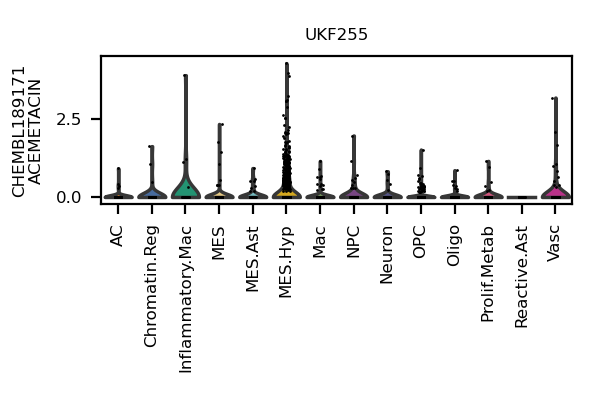 UKF255
CHEMBL189171
ACEMETACIN
2.5
0.0
AC
Chromatin.Reg
Inflammatory.Mac
MES
MES.Ast
MES.Hyp
Mac
NPC
Neuron
OPC
Oligo
Prolif.Metab
Reactive.Ast
Vasc